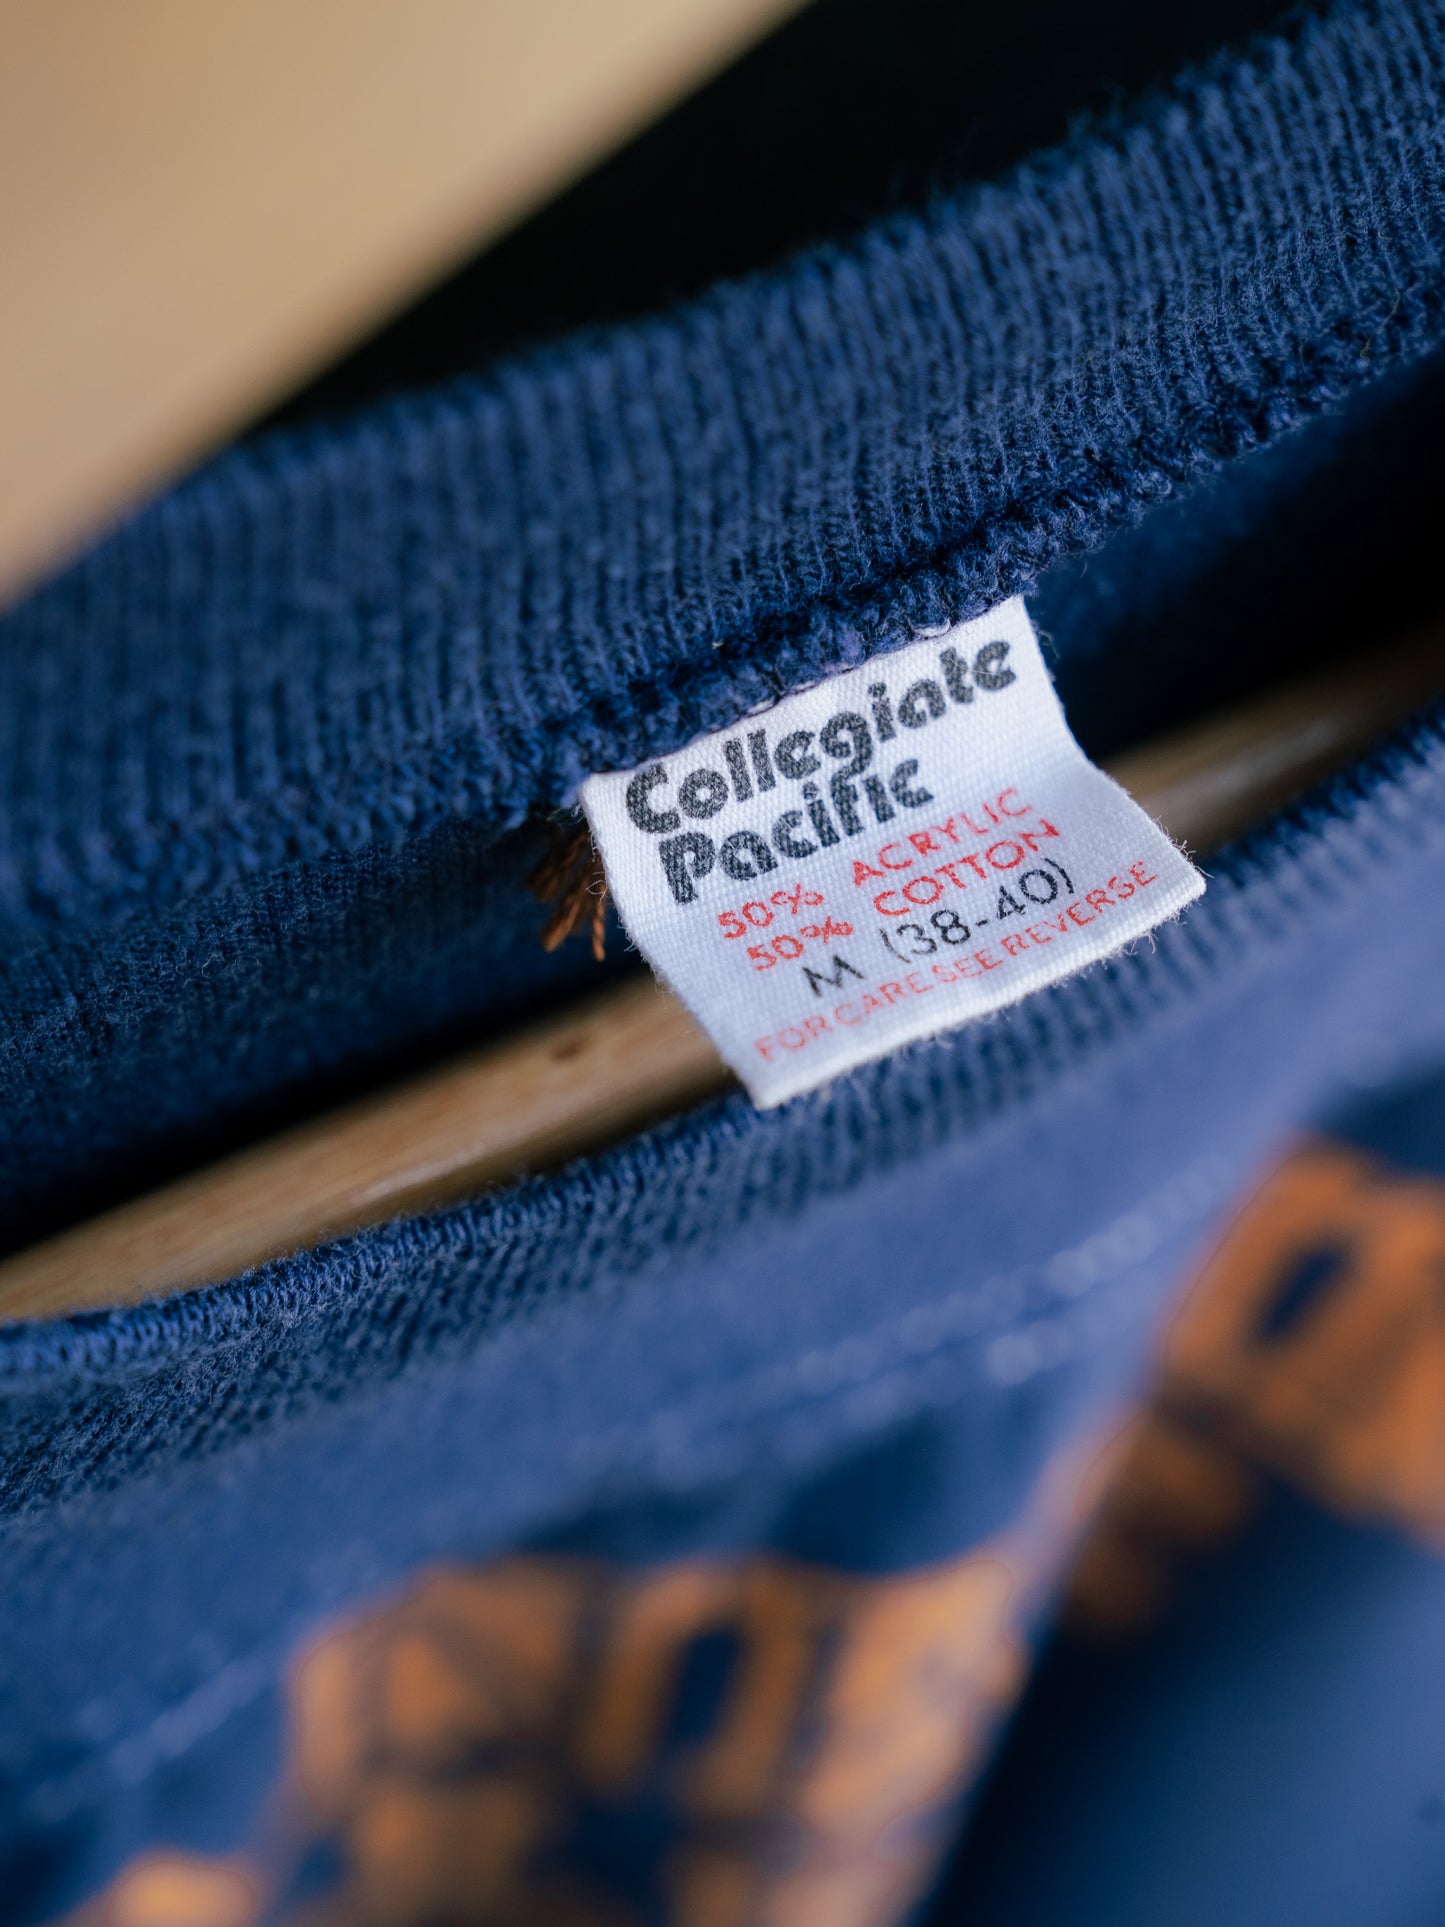 Collegiate
Pacific
50% ACRYLIC
50% COTTON
M (38-40)
FOR CARE SEE REVERSE